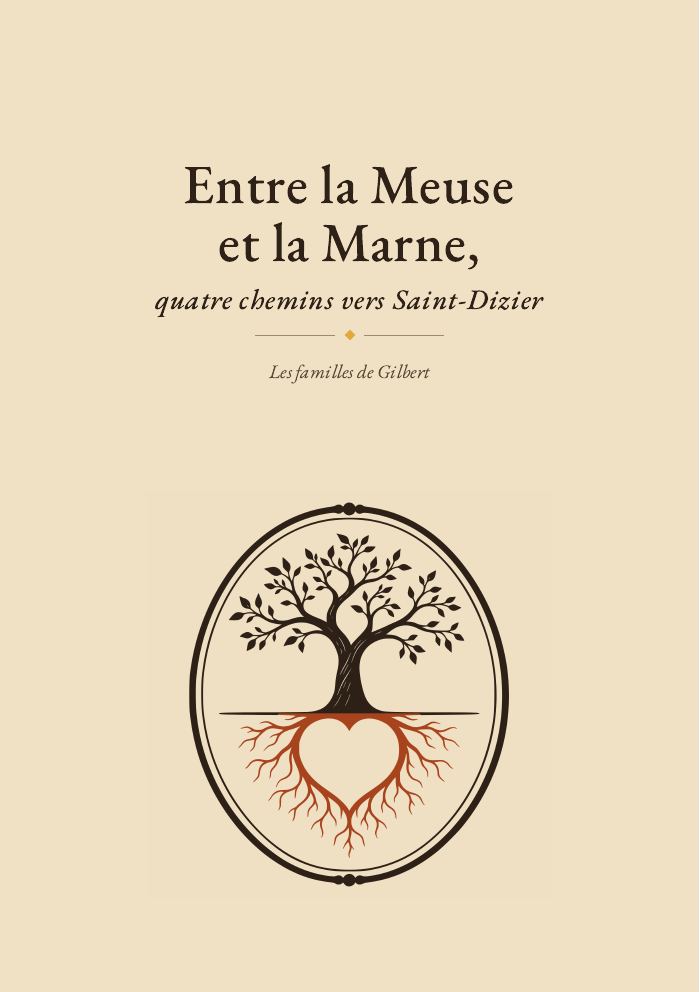 Entre la Meuse
et la Marne,
quatre chemins vers Saint-Dizier
Les familles de Gilbert